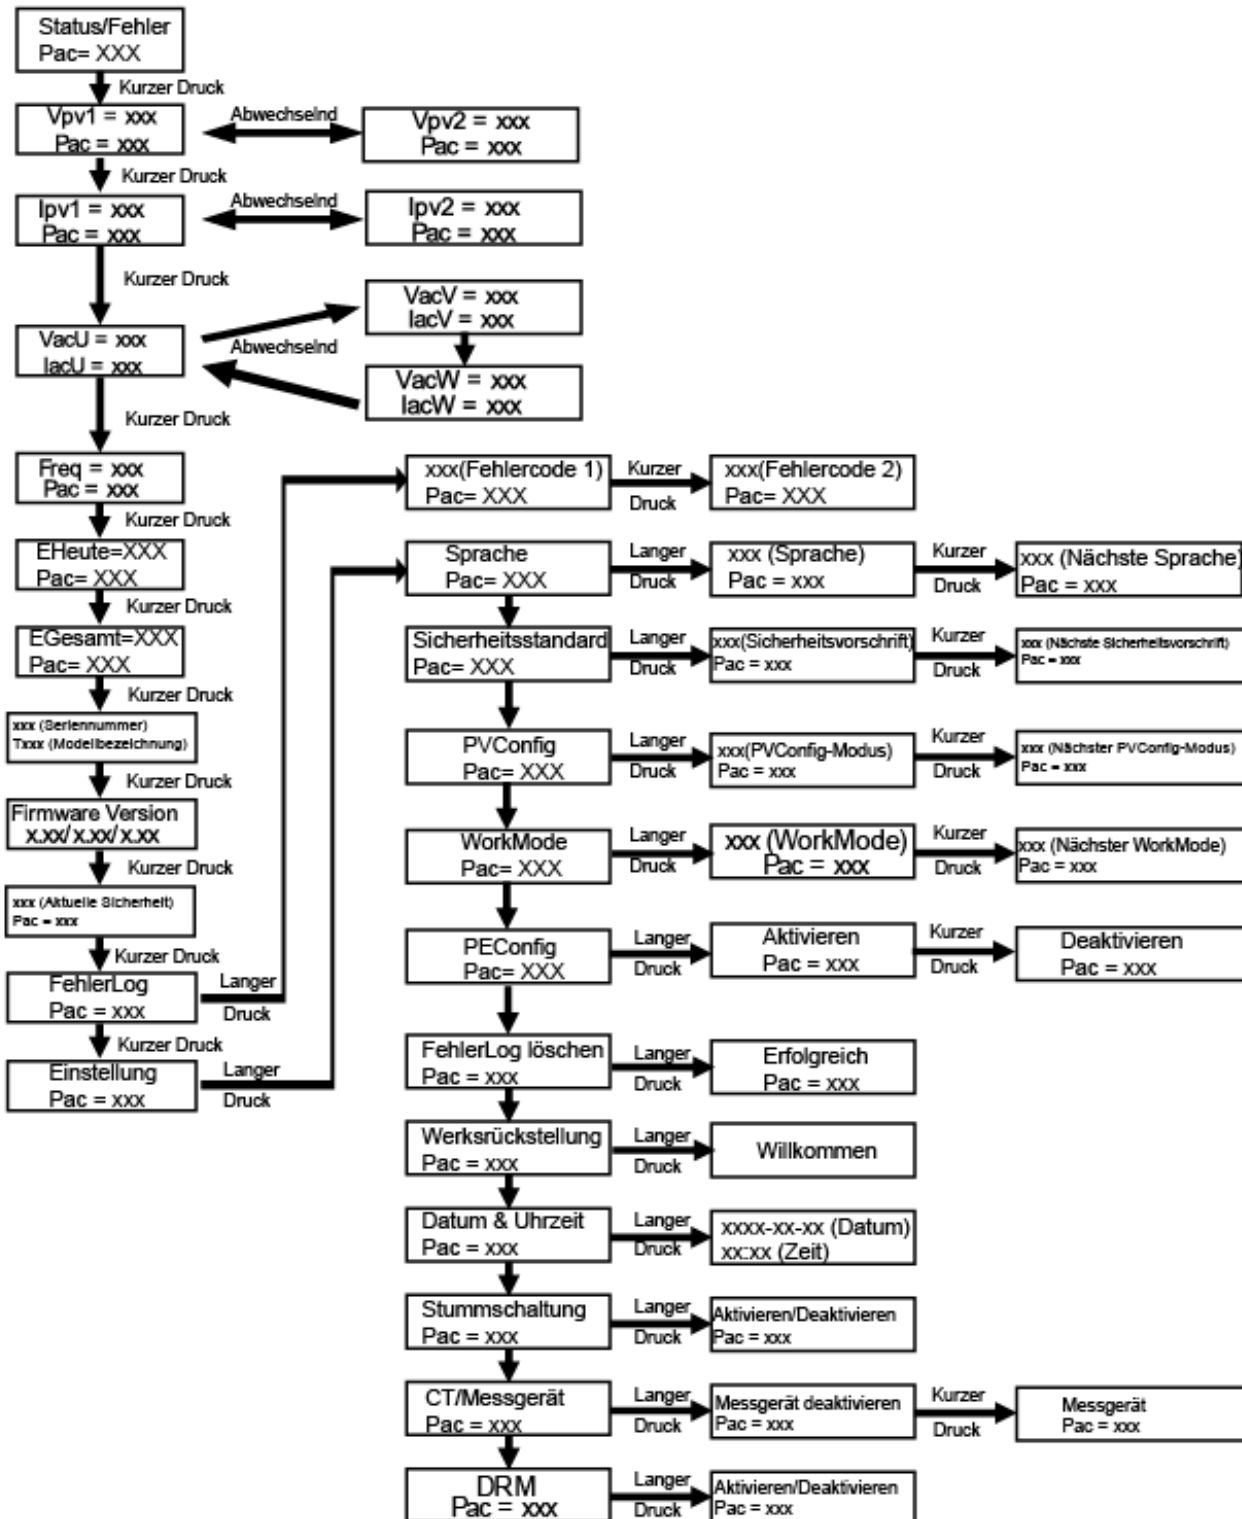 Status/Fehler
Pac= XXX
Kurzer Druck
Vpv1 = xxx
Pac = xxx
Abwechselnd
Vpv2 = xxx
Pac = xxx
Kurzer Druck
Ipv1 = xxx
Pac = xxx
Abwechselnd
Ipv2 = xxx
Pac = xxx
Kurzer Druck
VacU = xxx
IacU = xxx
Abwechselnd
VacV = xxx
IacV = xxx
VacW = xxx
IacW = xxx
Kurzer Druck
Freq = xxx
Pac = xxx
Kurzer Druck
EHeute=XXX
Pac= XXX
Kurzer Druck
EGesamt=XXX
Pac= XXX
Kurzer Druck
xxx (Seriennummer)
Txxx (Modellbezeichnung)
Kurzer Druck
Firmware Version
x.xx/x.xx/x.xx
Kurzer Druck
xxx (Aktuelle Sicherheit)
Pac = xxx
Kurzer Druck
FehlerLog
Pac = xxx
Langer
Druck
Kurzer Druck
Einstellung
Pac = xxx
Langer
Druck
xxx(Fehlercode 1)
Pac= XXX
Kurzer
Druck
xxx(Fehlercode 2)
Pac= XXX
Sprache
Pac= XXX
Langer
Druck
xxx (Sprache)
Pac = xxx
Kurzer
Druck
xxx (Nächste Sprache)
Pac = xxx
Sicherheitsstandard
Pac= XXX
Langer
Druck
xxx(Sicherheitsvorschrift)
Pac = xxx
Kurzer
Druck
xxx (Nächste Sicherheitsvorschrift)
Pac = xxx
PVConfig
Pac= XXX
Langer
Druck
xxx(PVConfig-Modus)
Pac = xxx
Kurzer
Druck
xxx (Nächster PVConfig-Modus)
Pac = xxx
WorkMode
Pac= XXX
Langer
Druck
xxx (WorkMode)
Pac = xxx
Kurzer
Druck
xxx (Nächster WorkMode)
Pac = xxx
PEConfig
Pac= XXX
Langer
Druck
Aktivieren
Pac = xxx
Kurzer
Druck
Deaktivieren
Pac = xxx
FehlerLog löschen
Pac = xxx
Langer
Druck
Erfolgreich
Pac = xxx
Werksrückstellung
Pac = xxx
Langer
Druck
Willkommen
Datum & Uhrzeit
Pac = xxx
Langer
Druck
xxxx-xx-xx (Datum)
xx:xx (Zeit)
Stummschaltung
Pac = xxx
Langer
Druck
Aktivieren/Deaktivieren
Pac = xxx
CT/Messgerät
Pac = xxx
Langer
Druck
Messgerät deaktivieren
Pac = xxx
Kurzer
Druck
Messgerät
Pac = xxx
DRM
Pac = xxx
Langer
Druck
Aktivieren/Deaktivieren
Pac = xxx